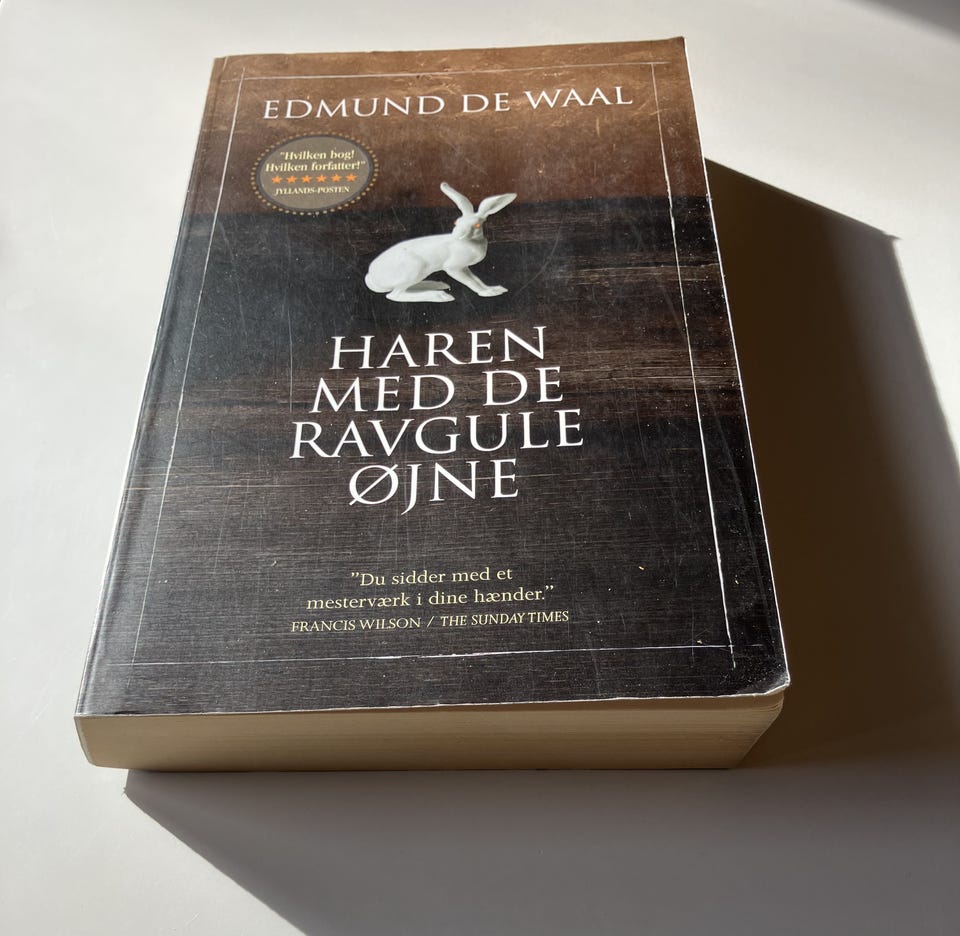 EDMUND DE WAAL
"Hvilken bog!
Hvilken forfatter!"
JYLLANDS-POSTEN
HAREN
MED DE
RAVGULE
ØJNE
”Du sidder med et
mesterværk i dine hænder.”
FRANCIS WILSON / THE SUNDAY TIMES